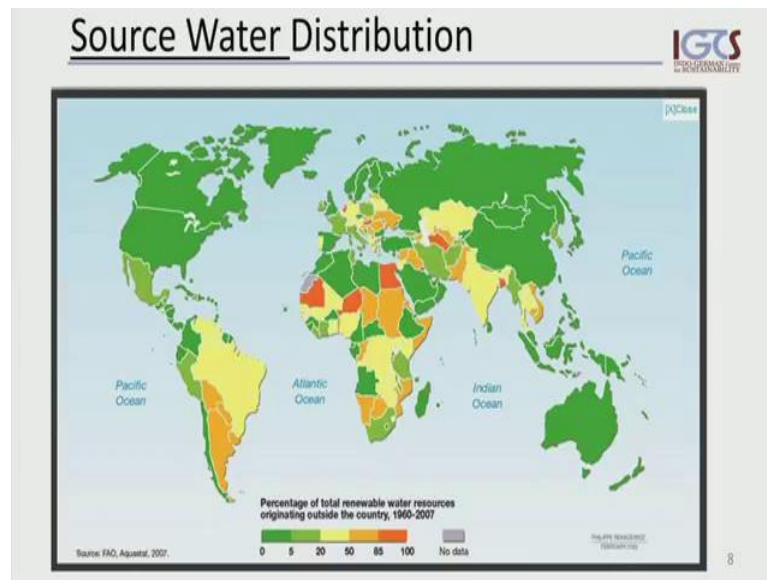 Source Water Distribution
IGCS
INDO-GERMAN Centre
for SUSTAINABILITY
[X]Close
Pacific
Ocean
Pacific
Ocean
Atlantic
Ocean
Indian
Ocean
Percentage of total renewable water resources
originating outside the country, 1960-2007
0 5 20 50 85 100 No data
Source: FAO, Aquastat, 2007.
8